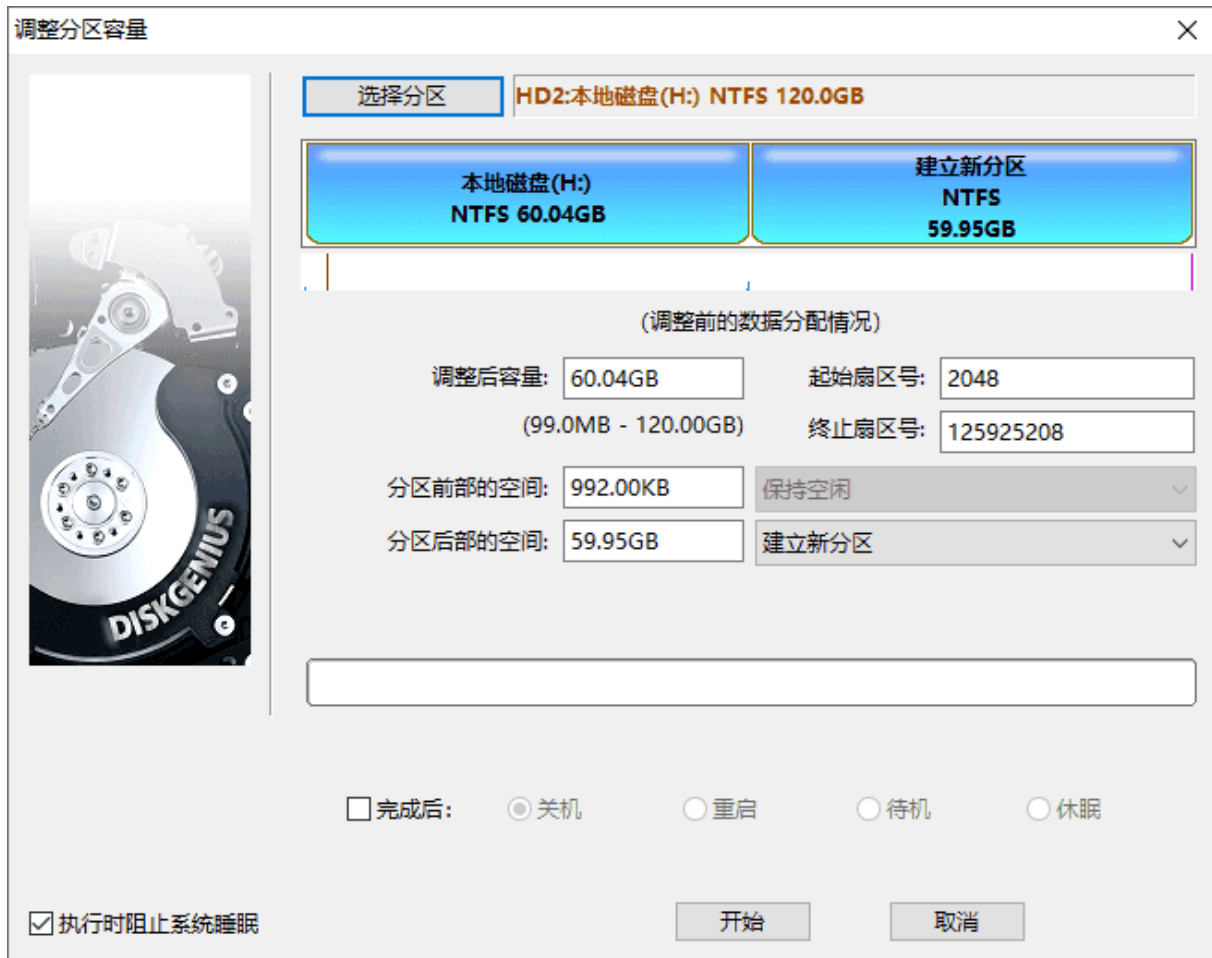 调整分区容量
选择分区 HD2:本地磁盘(H:) NTFS 120.0GB
本地磁盘(H:)
NTFS 60.04GB
建立新分区
NTFS
59.95GB
(调整前的数据分配情况)
调整后容量: 60.04GB 起始扇区号: 2048
(99.0MB - 120.00GB) 终止扇区号: 125925208
分区前部的空间: 992.00KB 保持空闲
分区后部的空间: 59.95GB 建立新分区
DISKGENIUS
完成后: 关机 重启 待机 休眠
执行时阻止系统睡眠 开始 取消